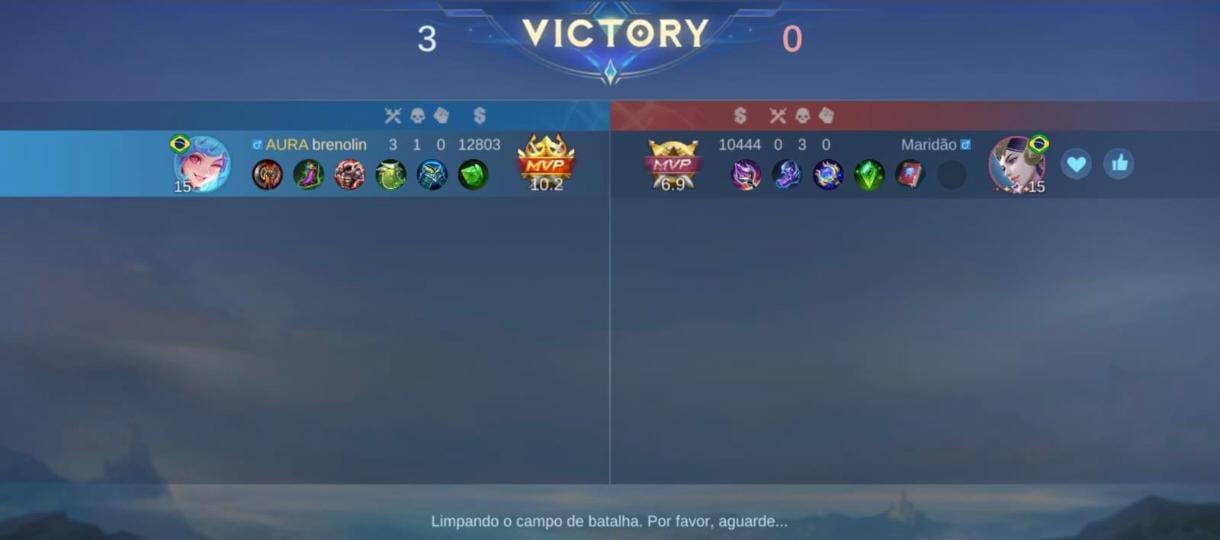 3 VICTORY 0
AURA brenolin 3 1 0 12803 MVP 10.2 15
MVP 6.9 10444 0 3 0 Maridão 15
Limpando o campo de batalha. Por favor, aguarde...